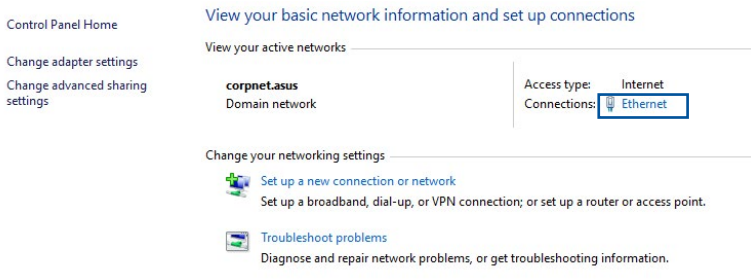 Control Panel Home
Change adapter settings
Change advanced sharing
settings
View your basic network information and set up connections
View your active networks
corpnet.asus
Domain network
Access type: Internet
Connections: Ethernet
Change your networking settings
Set up a new connection or network
Set up a broadband, dial-up, or VPN connection; or set up a router or access point.
Troubleshoot problems
Diagnose and repair network problems, or get troubleshooting information.